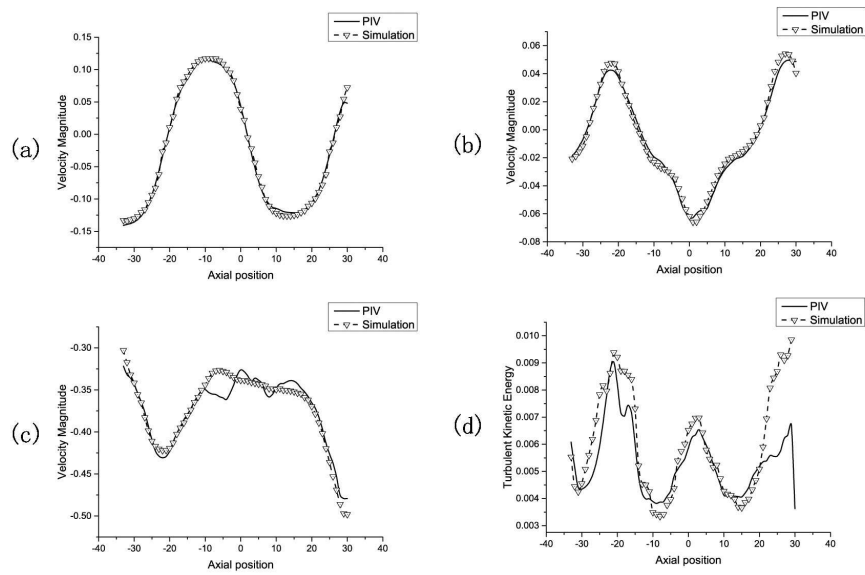 PIV
Simulation
0.15
0.10
0.05
0.00
-0.05
-0.10
-0.15
Velocity Magnitude
-40 -30 -20 -10 0 10 20 30 40
Axial position
(a)
PIV
Simulation
0.06
0.04
0.02
0.00
-0.02
-0.04
-0.06
-0.08
Velocity Magnitude
-40 -30 -20 -10 0 10 20 30 40
Axial position
(b)
PIV
Simulation
-0.30
-0.35
-0.40
-0.45
-0.50
Velocity Magnitude
-40 -30 -20 -10 0 10 20 30 40
Axial position
(c)
PIV
Simulation
0.010
0.009
0.008
0.007
0.006
0.005
0.004
0.003
Turbulent Kinetic Energy
-40 -30 -20 -10 0 10 20 30 40
Axial position
(d)